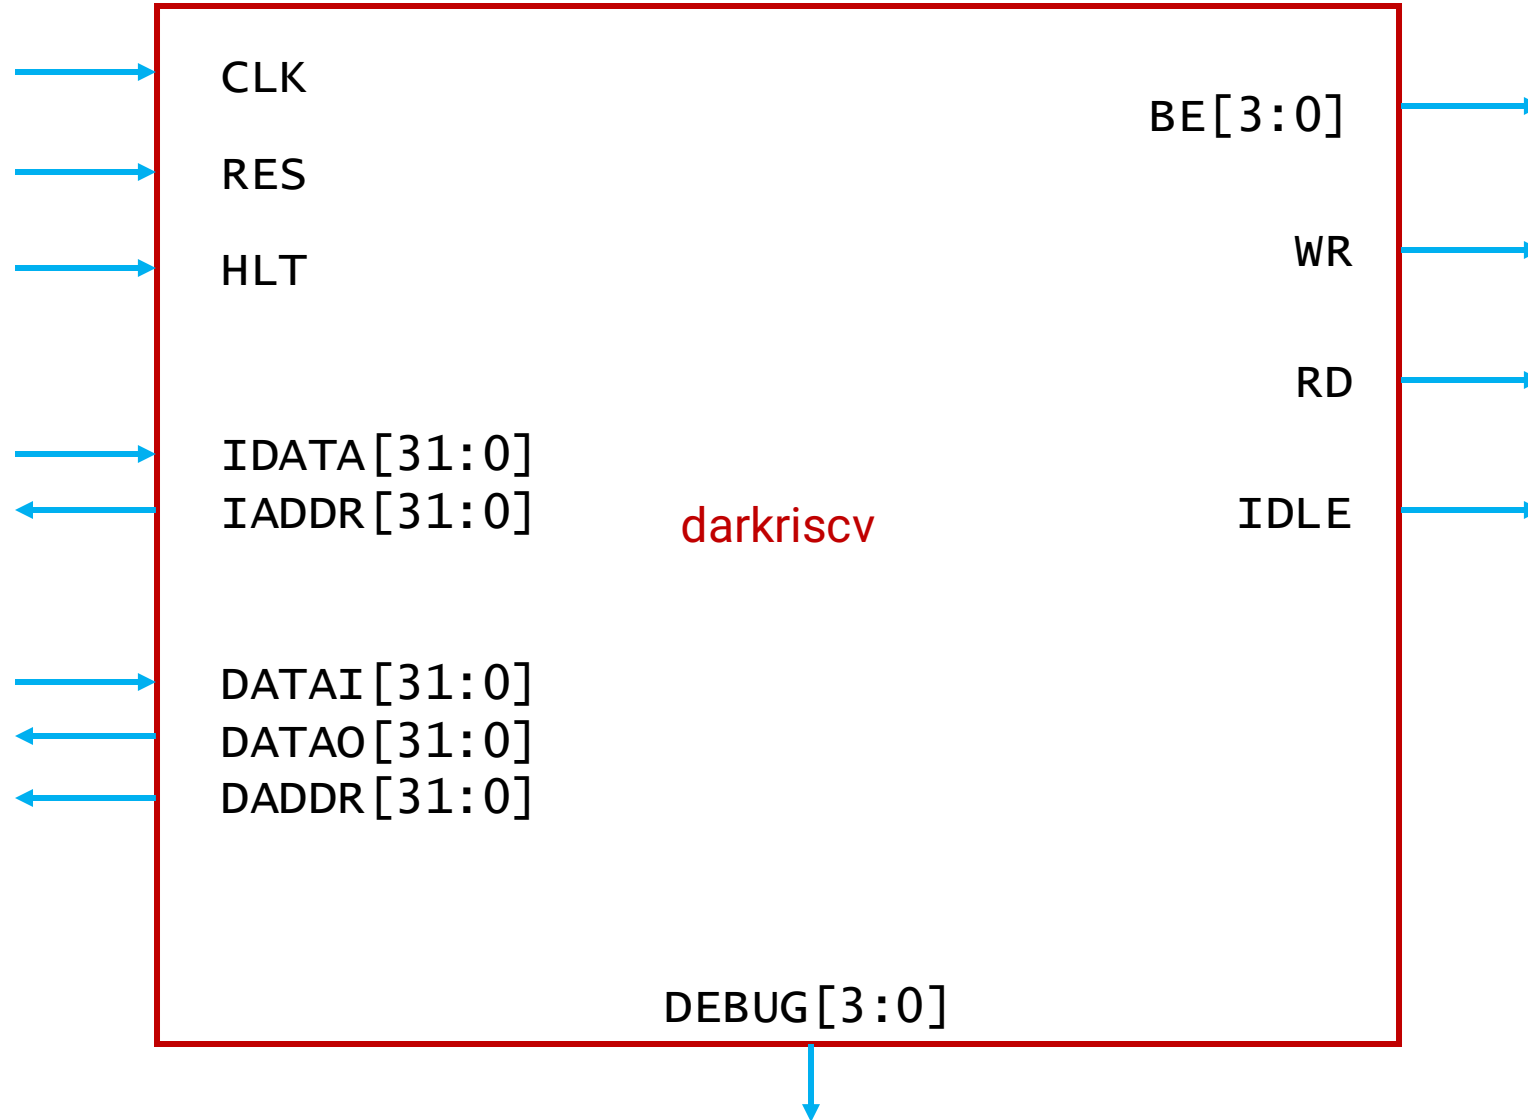 CLK
BE[3:0]
RES
WR
HLT
RD
IDATA[31:0]
IADDR[31:0]
darkriscv
IDLE
DATAI[31:0]
DATAO[31:0]
DADDR[31:0]
DEBUG[3:0]